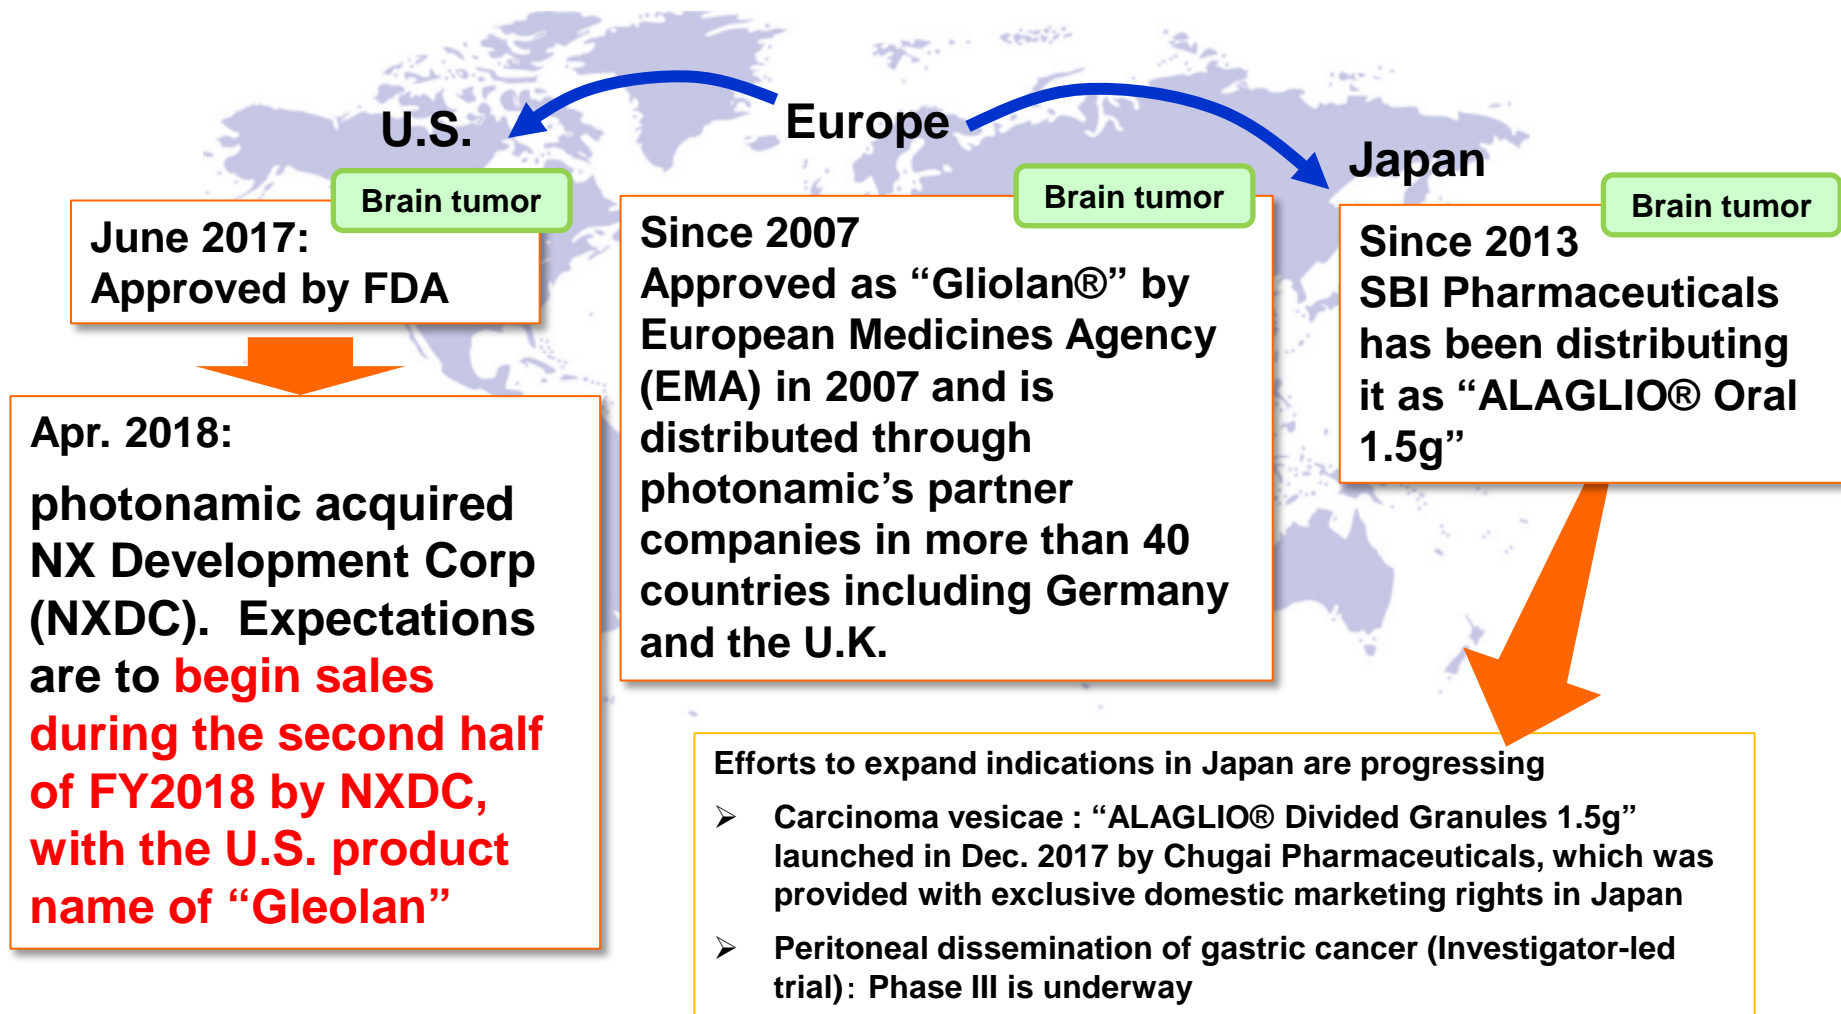 U.S.
Brain tumor
June 2017:
Approved by FDA
Apr. 2018:
photonamic acquired
NX Development Corp
(NXDC).  Expectations
are to begin sales
during the second half
of FY2018 by NXDC,
with the U.S. product
name of “Gleolan”
Europe
Brain tumor
Since 2007
Approved as “Gliolan®” by
European Medicines Agency
(EMA) in 2007 and is
distributed through
photonamic’s partner
companies in more than 40
countries including Germany
and the U.K.
Japan
Brain tumor
Since 2013
SBI Pharmaceuticals
has been distributing
it as “ALAGLIO® Oral
1.5g”
Efforts to expand indications in Japan are progressing
➢ Carcinoma vesicae : “ALAGLIO® Divided Granules 1.5g”
launched in Dec. 2017 by Chugai Pharmaceuticals, which was
provided with exclusive domestic marketing rights in Japan
➢ Peritoneal dissemination of gastric cancer (Investigator-led
trial)：Phase III is underway